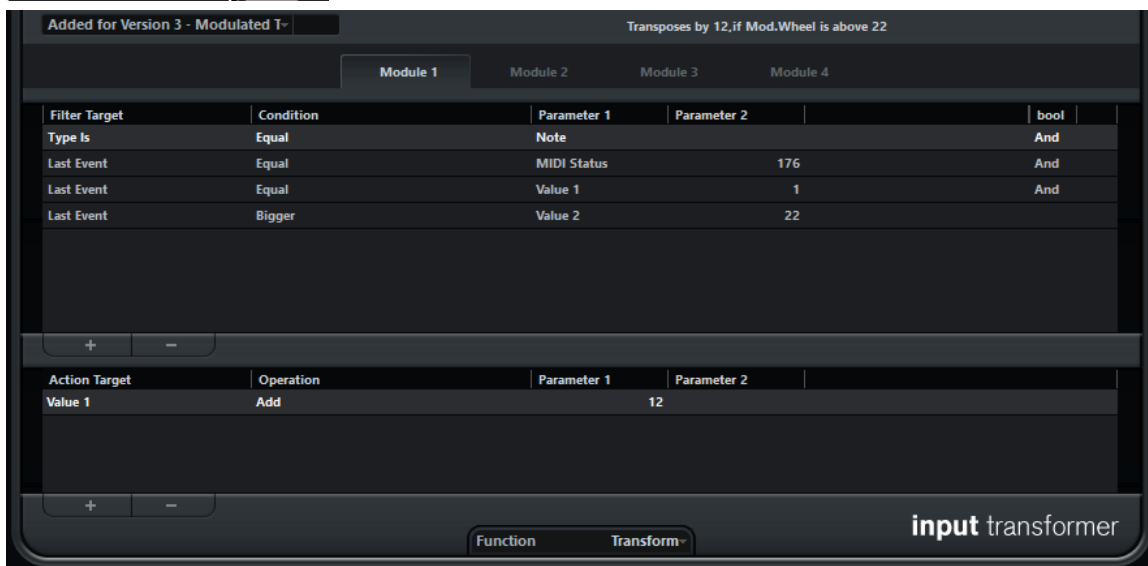 Added for Version 3 - Modulated T
Transposes by 12,if Mod.Wheel is above 22
Module 1 Module 2 Module 3 Module 4
Filter Target Condition Parameter 1 Parameter 2 bool
Type Is Equal Note And
Last Event Equal MIDI Status 176 And
Last Event Equal Value 1 1 And
Last Event Bigger Value 2 22
+ −
Action Target Operation Parameter 1 Parameter 2
Value 1 Add 12
+ −
Function Transform
input transformer